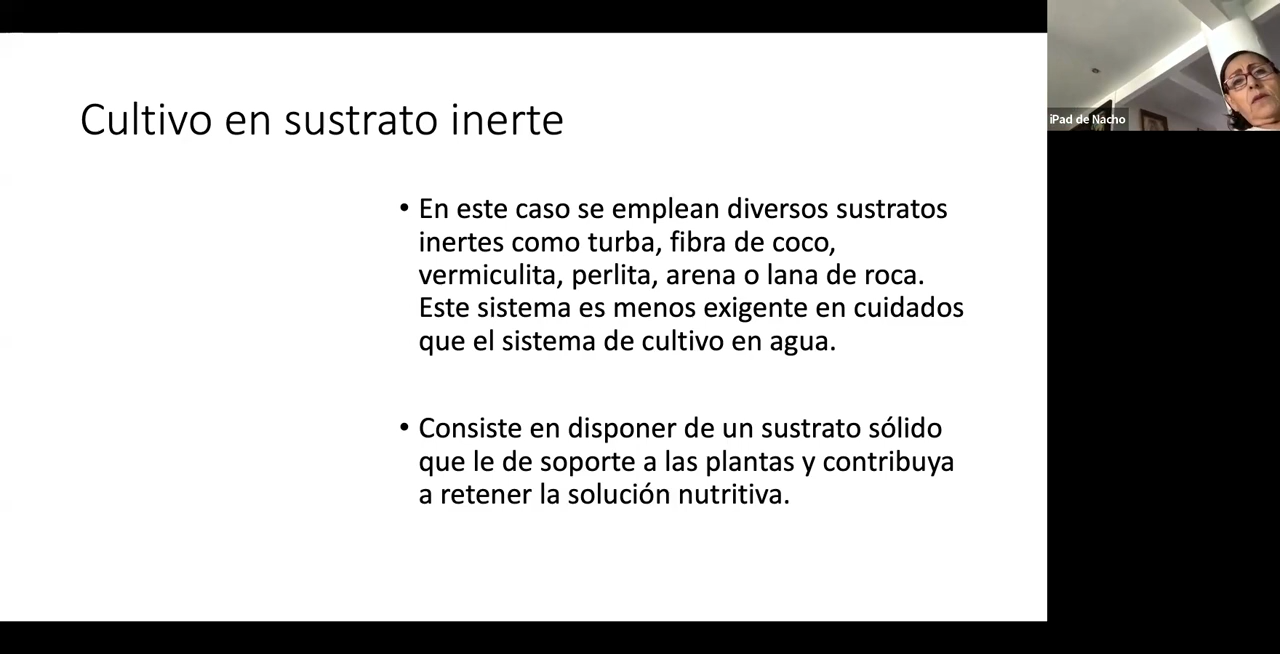 Cultivo en sustrato inerte
• En este caso se emplean diversos sustratos
inertes como turba, fibra de coco,
vermiculita, perlita, arena o lana de roca.
Este sistema es menos exigente en cuidados
que el sistema de cultivo en agua.
• Consiste en disponer de un sustrato sólido
que le de soporte a las plantas y contribuya
a retener la solución nutritiva.
iPad de Nacho